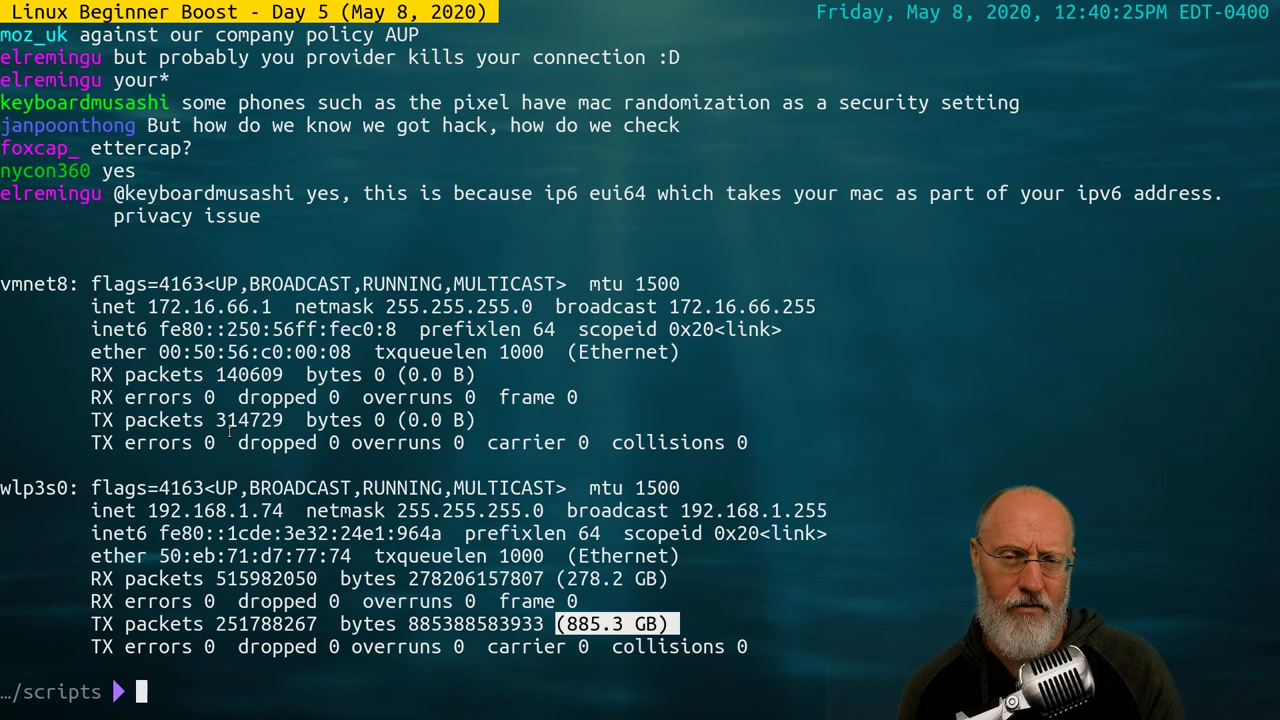 Linux Beginner Boost - Day 5 (May 8, 2020)
Friday, May 8, 2020, 12:40:25PM EDT-0400
moz_uk against our company policy AUP
elremingu but probably you provider kills your connection :D
elremingu your*
keyboardmusashi some phones such as the pixel have mac randomization as a security setting
janpoonthong But how do we know we got hack, how do we check
foxcap_ ettercap?
nycon360 yes
elremingu @keyboardmusashi yes, this is because ip6 eui64 which takes your mac as part of your ipv6 address.
privacy issue
vmnet8: flags=4163<UP,BROADCAST,RUNNING,MULTICAST>  mtu 1500
inet 172.16.66.1  netmask 255.255.255.0  broadcast 172.16.66.255
inet6 fe80::250:56ff:fec0:8  prefixlen 64  scopeid 0x20<link>
ether 00:50:56:c0:00:08  txqueuelen 1000  (Ethernet)
RX packets 140609  bytes 0 (0.0 B)
RX errors 0  dropped 0  overruns 0  frame 0
TX packets 314729  bytes 0 (0.0 B)
TX errors 0  dropped 0 overruns 0  carrier 0  collisions 0
wlp3s0: flags=4163<UP,BROADCAST,RUNNING,MULTICAST>  mtu 1500
inet 192.168.1.74  netmask 255.255.255.0  broadcast 192.168.1.255
inet6 fe80::1cde:3e32:24e1:964a  prefixlen 64  scopeid 0x20<link>
ether 50:eb:71:d7:77:74  txqueuelen 1000  (Ethernet)
RX packets 515982050  bytes 278206157807 (278.2 GB)
RX errors 0  dropped 0  overruns 0  frame 0
TX packets 251788267  bytes 885388583933 (885.3 GB)
TX errors 0  dropped 0 overruns 0  carrier 0  collisions 0
…/scripts